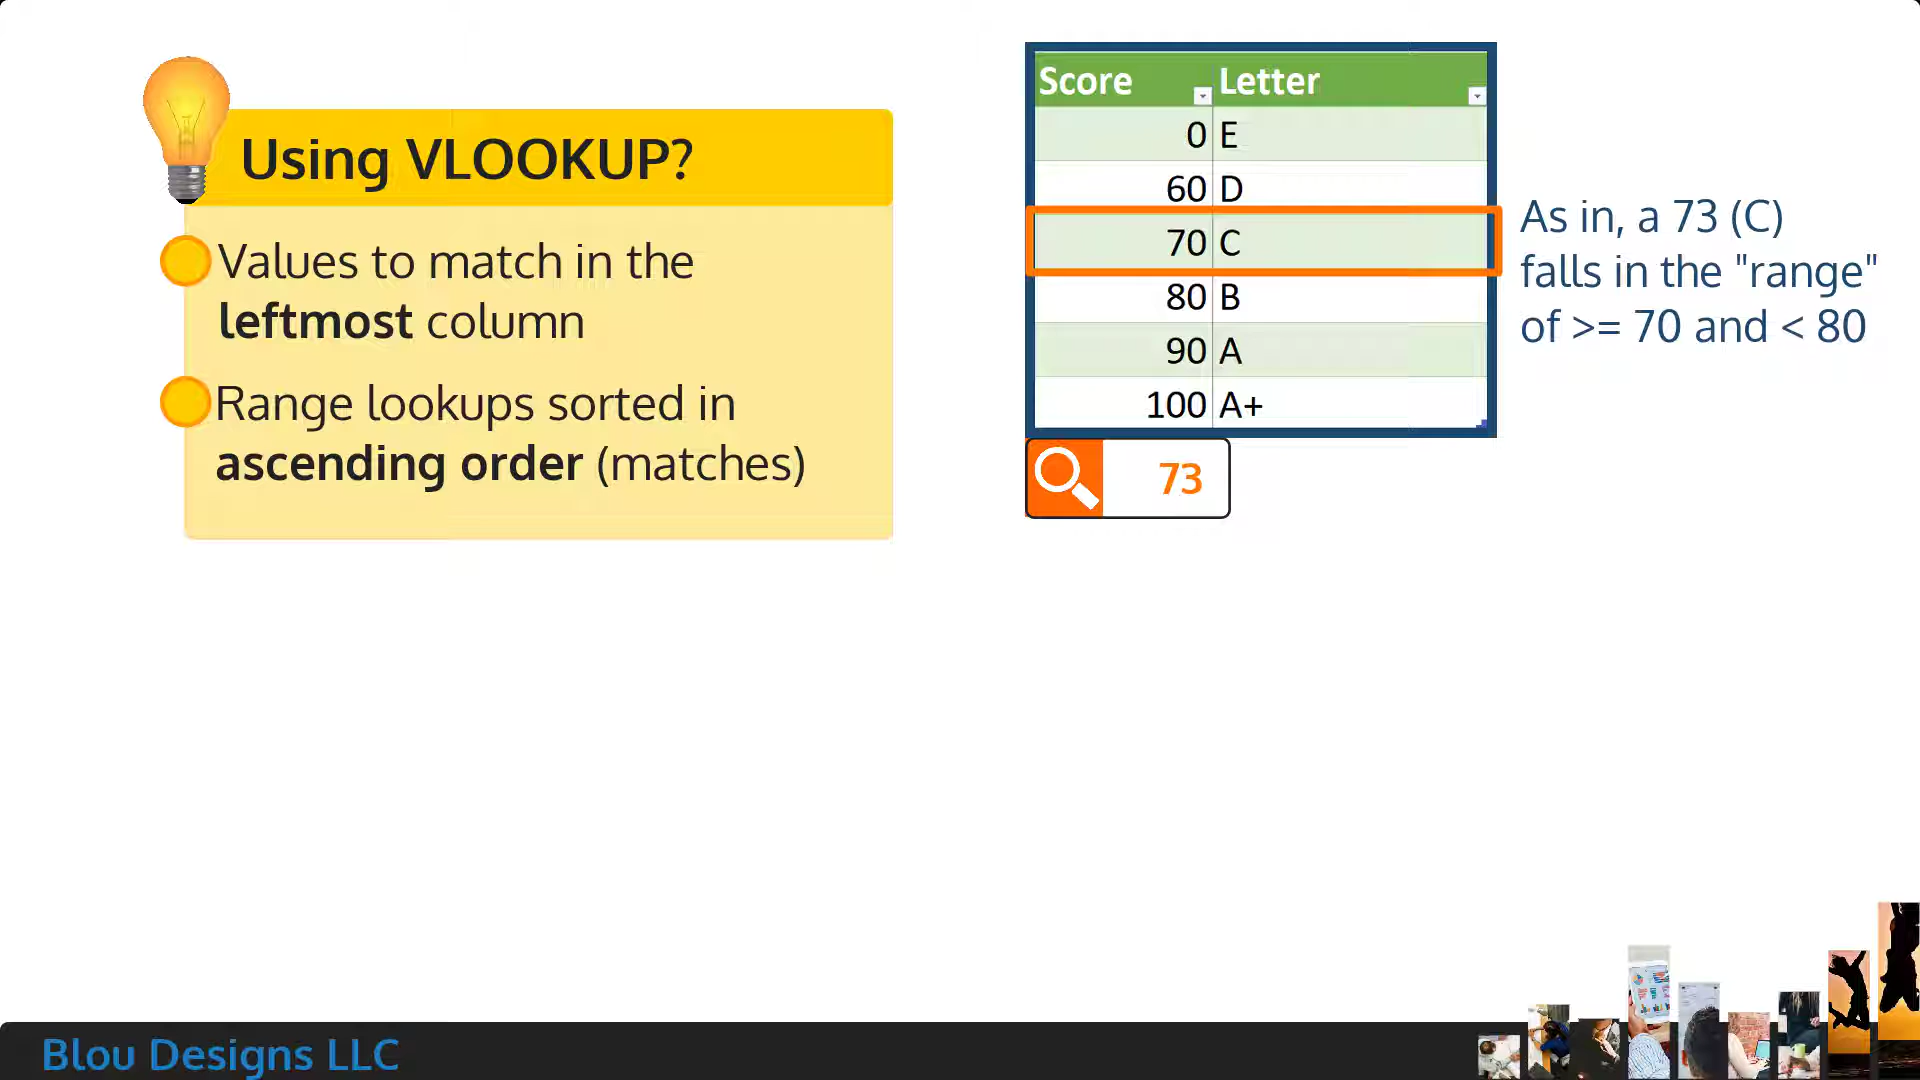 Using VLOOKUP?
Values to match in the
leftmost column
Range lookups sorted in
ascending order (matches)
Score Letter
0 E
60 D
70 C
80 B
90 A
100 A+
73
As in, a 73 (C)
falls in the "range"
of >= 70 and < 80
Blou Designs LLC